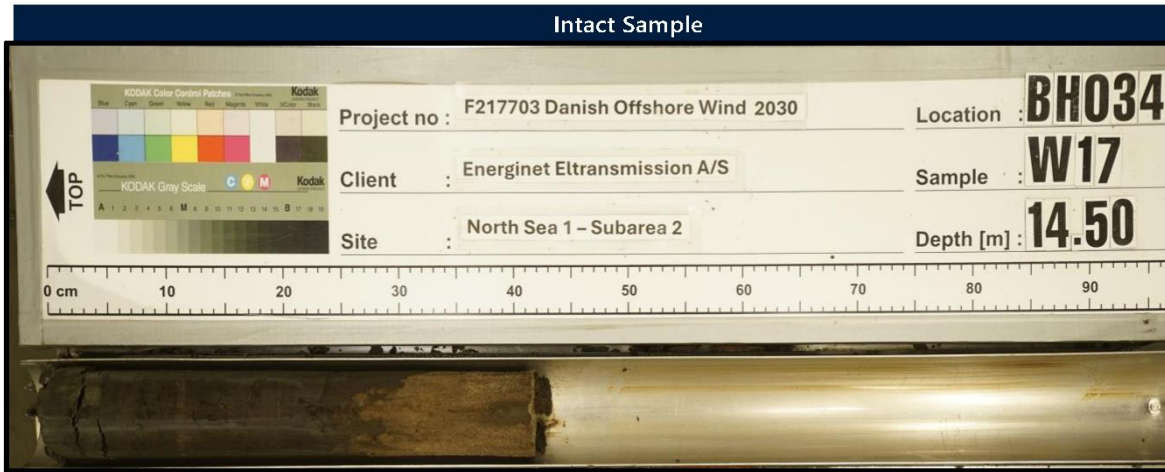 Intact Sample
KODAK Color Control Patches
Kodak
Blue Cyan Green Yellow Red Magenta White 3/Color Black
KODAK Gray Scale
C Y M
Kodak
A 1 2 3 4 5 6 M 8 9 10 11 12 13 14 15 B 17 18 19
TOP
Project no : F217703 Danish Offshore Wind 2030
Client : Energinet Eltransmission A/S
Site : North Sea 1 – Subarea 2
Location : BH034
Sample : W17
Depth [m] : 14.50
0 cm 10 20 30 40 50 60 70 80 90